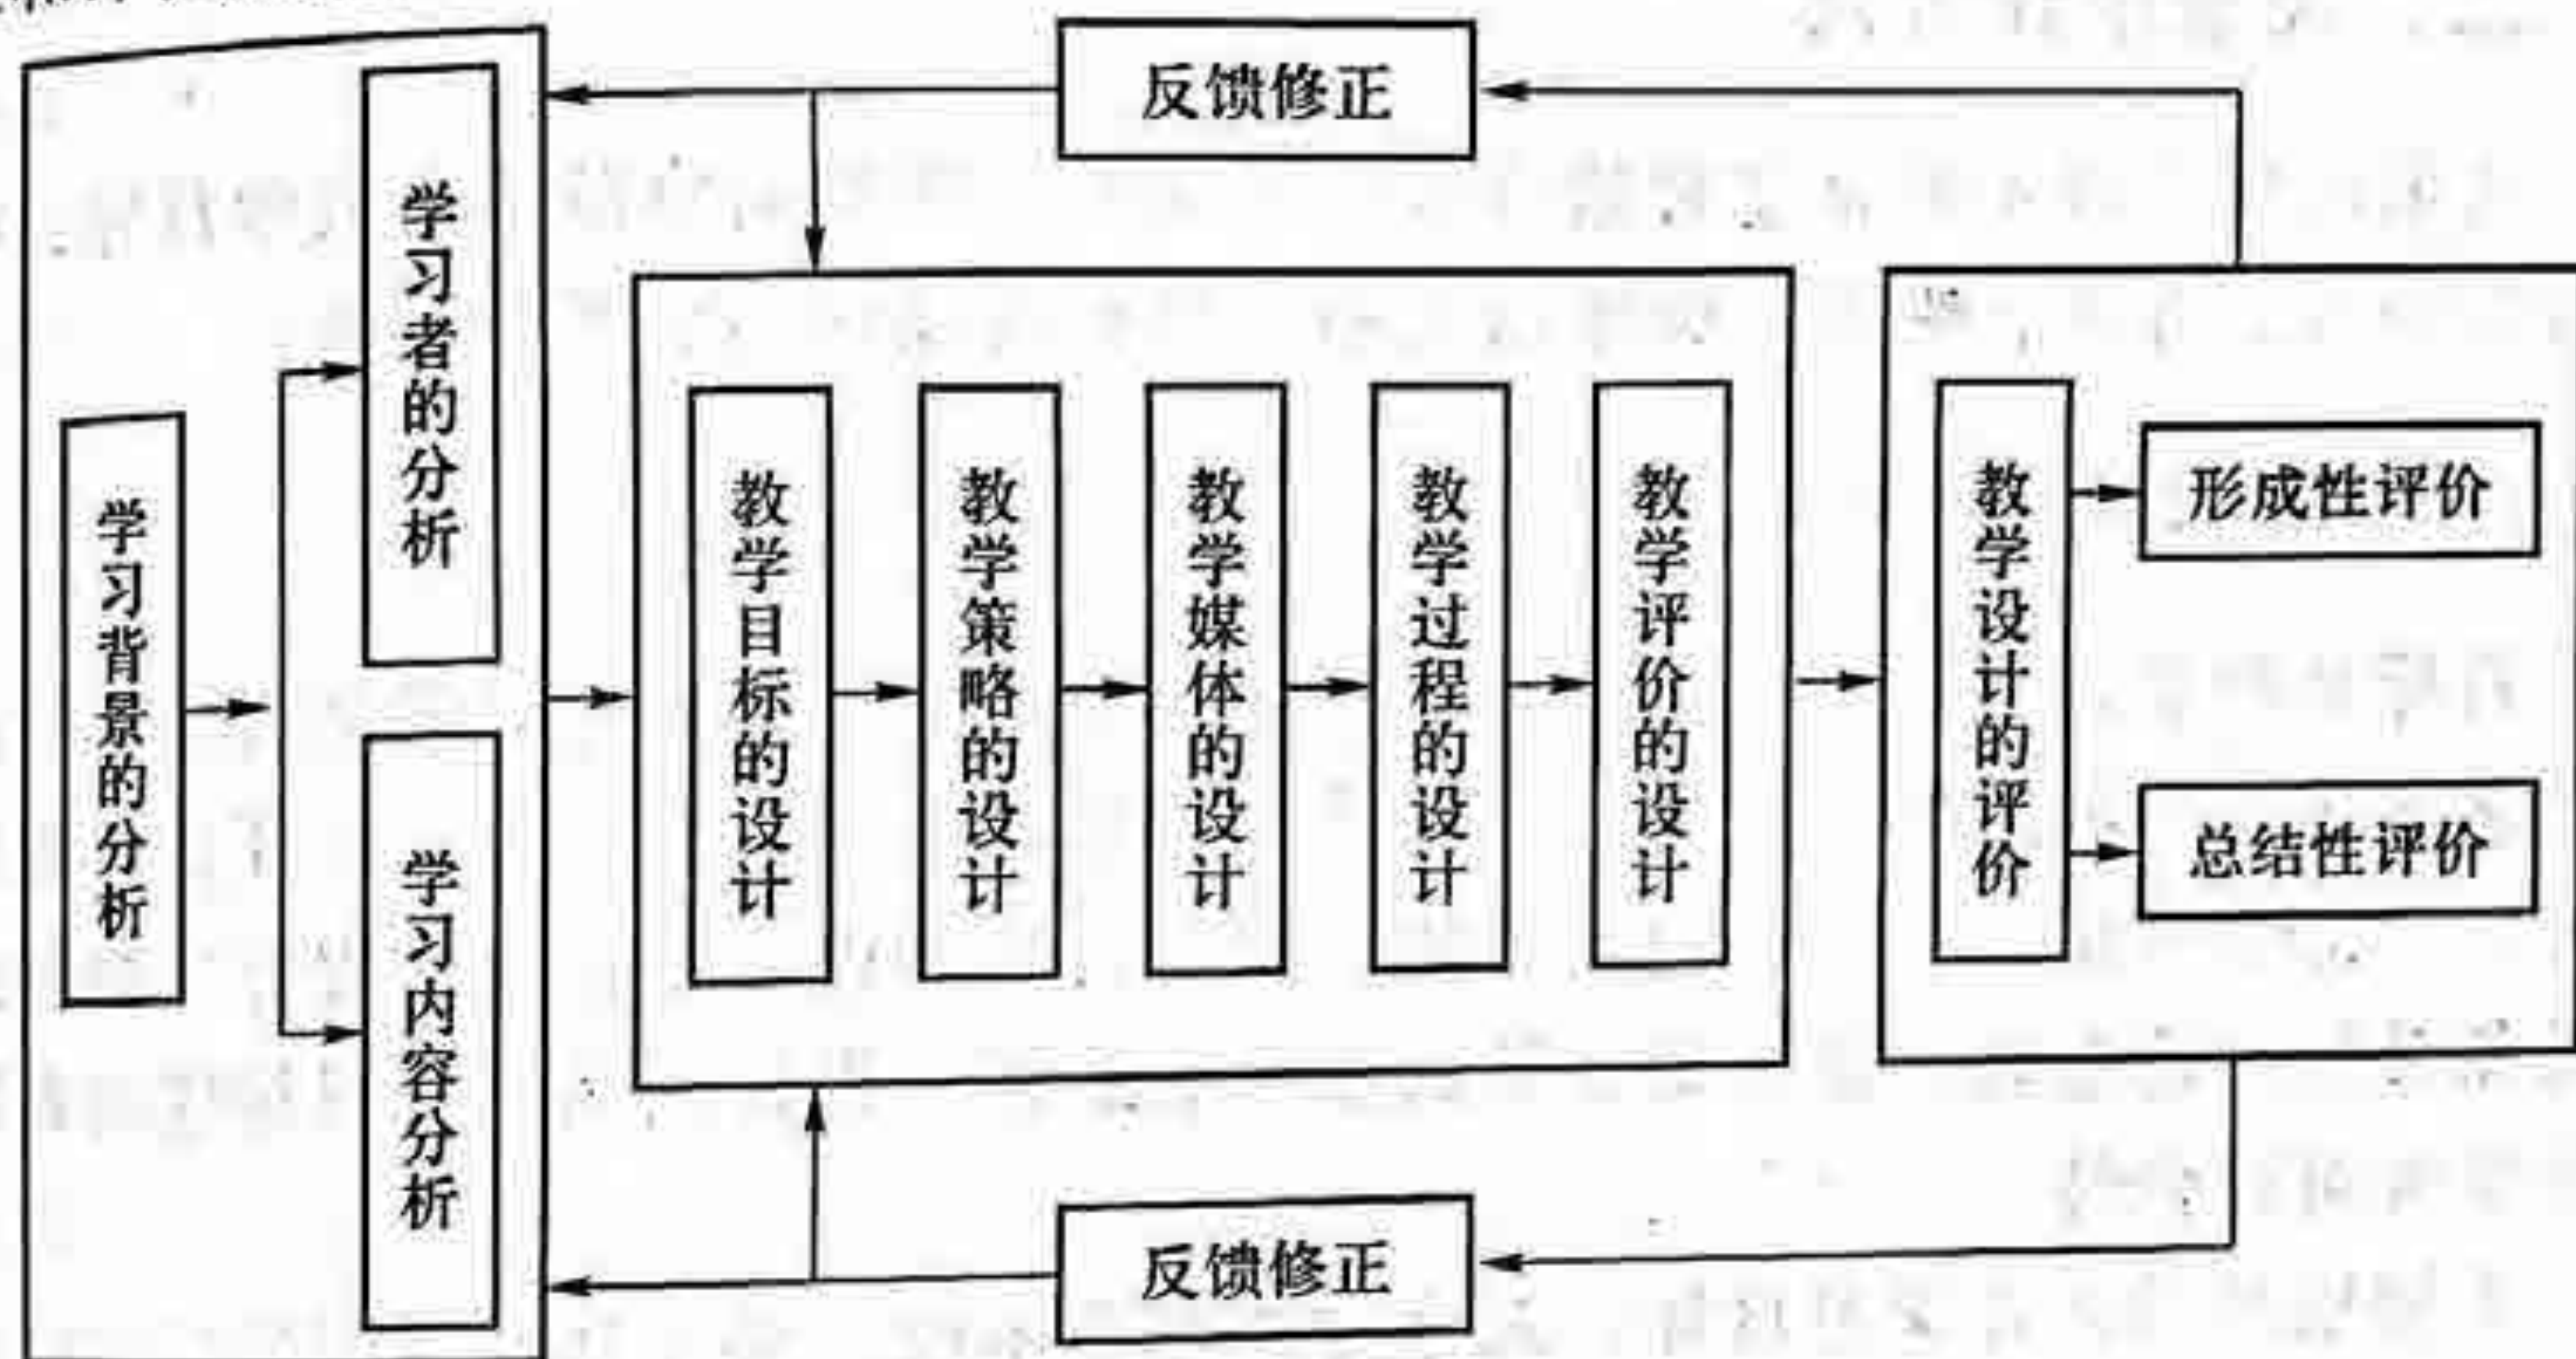 反馈修正
学习背景的分析
学习者的分析
学习内容分析
教学目标的设计
教学策略的设计
教学媒体的设计
教学过程的设计
教学评价的设计
教学设计的评价
形成性评价
总结性评价
反馈修正